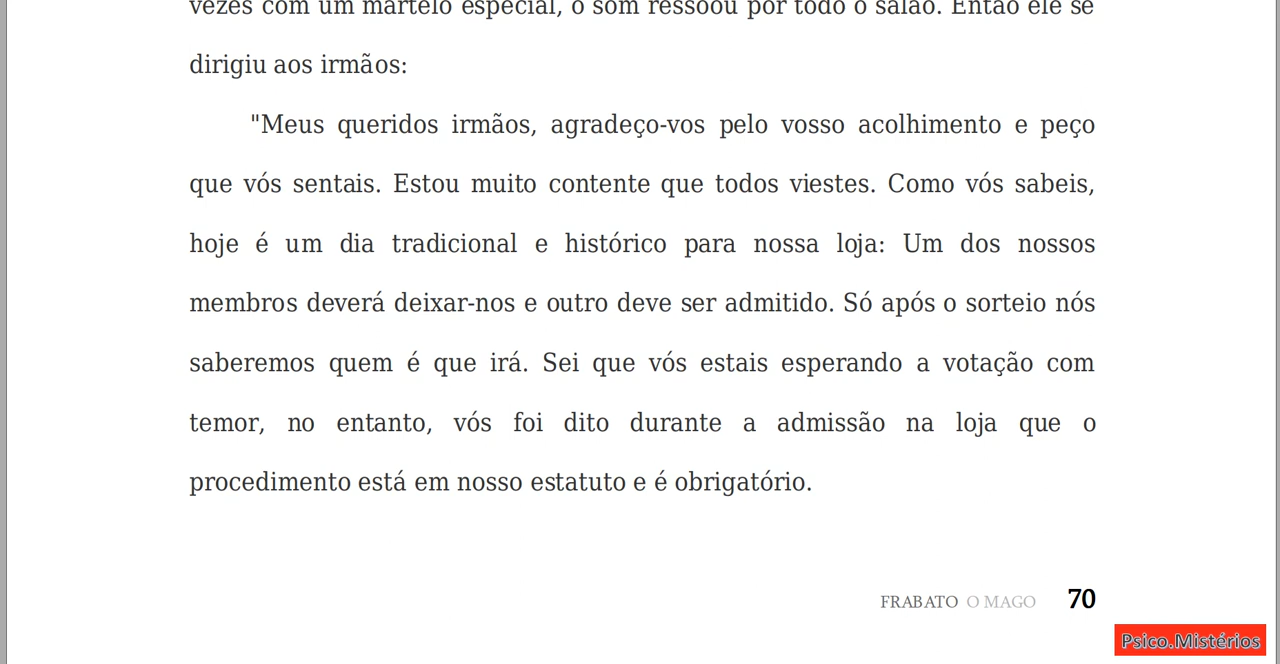 vezes com um martelo especial, o som ressoou por todo o salão. Então ele se
dirigiu aos irmãos:
"Meus queridos irmãos, agradeço-vos pelo vosso acolhimento e peço
que vós sentais. Estou muito contente que todos viestes. Como vós sabeis,
hoje é um dia tradicional e histórico para nossa loja: Um dos nossos
membros deverá deixar-nos e outro deve ser admitido. Só após o sorteio nós
saberemos quem é que irá. Sei que vós estais esperando a votação com
temor, no entanto, vós foi dito durante a admissão na loja que o
procedimento está em nosso estatuto e é obrigatório.
FRABATO O MAGO 70
Psico.Mistérios